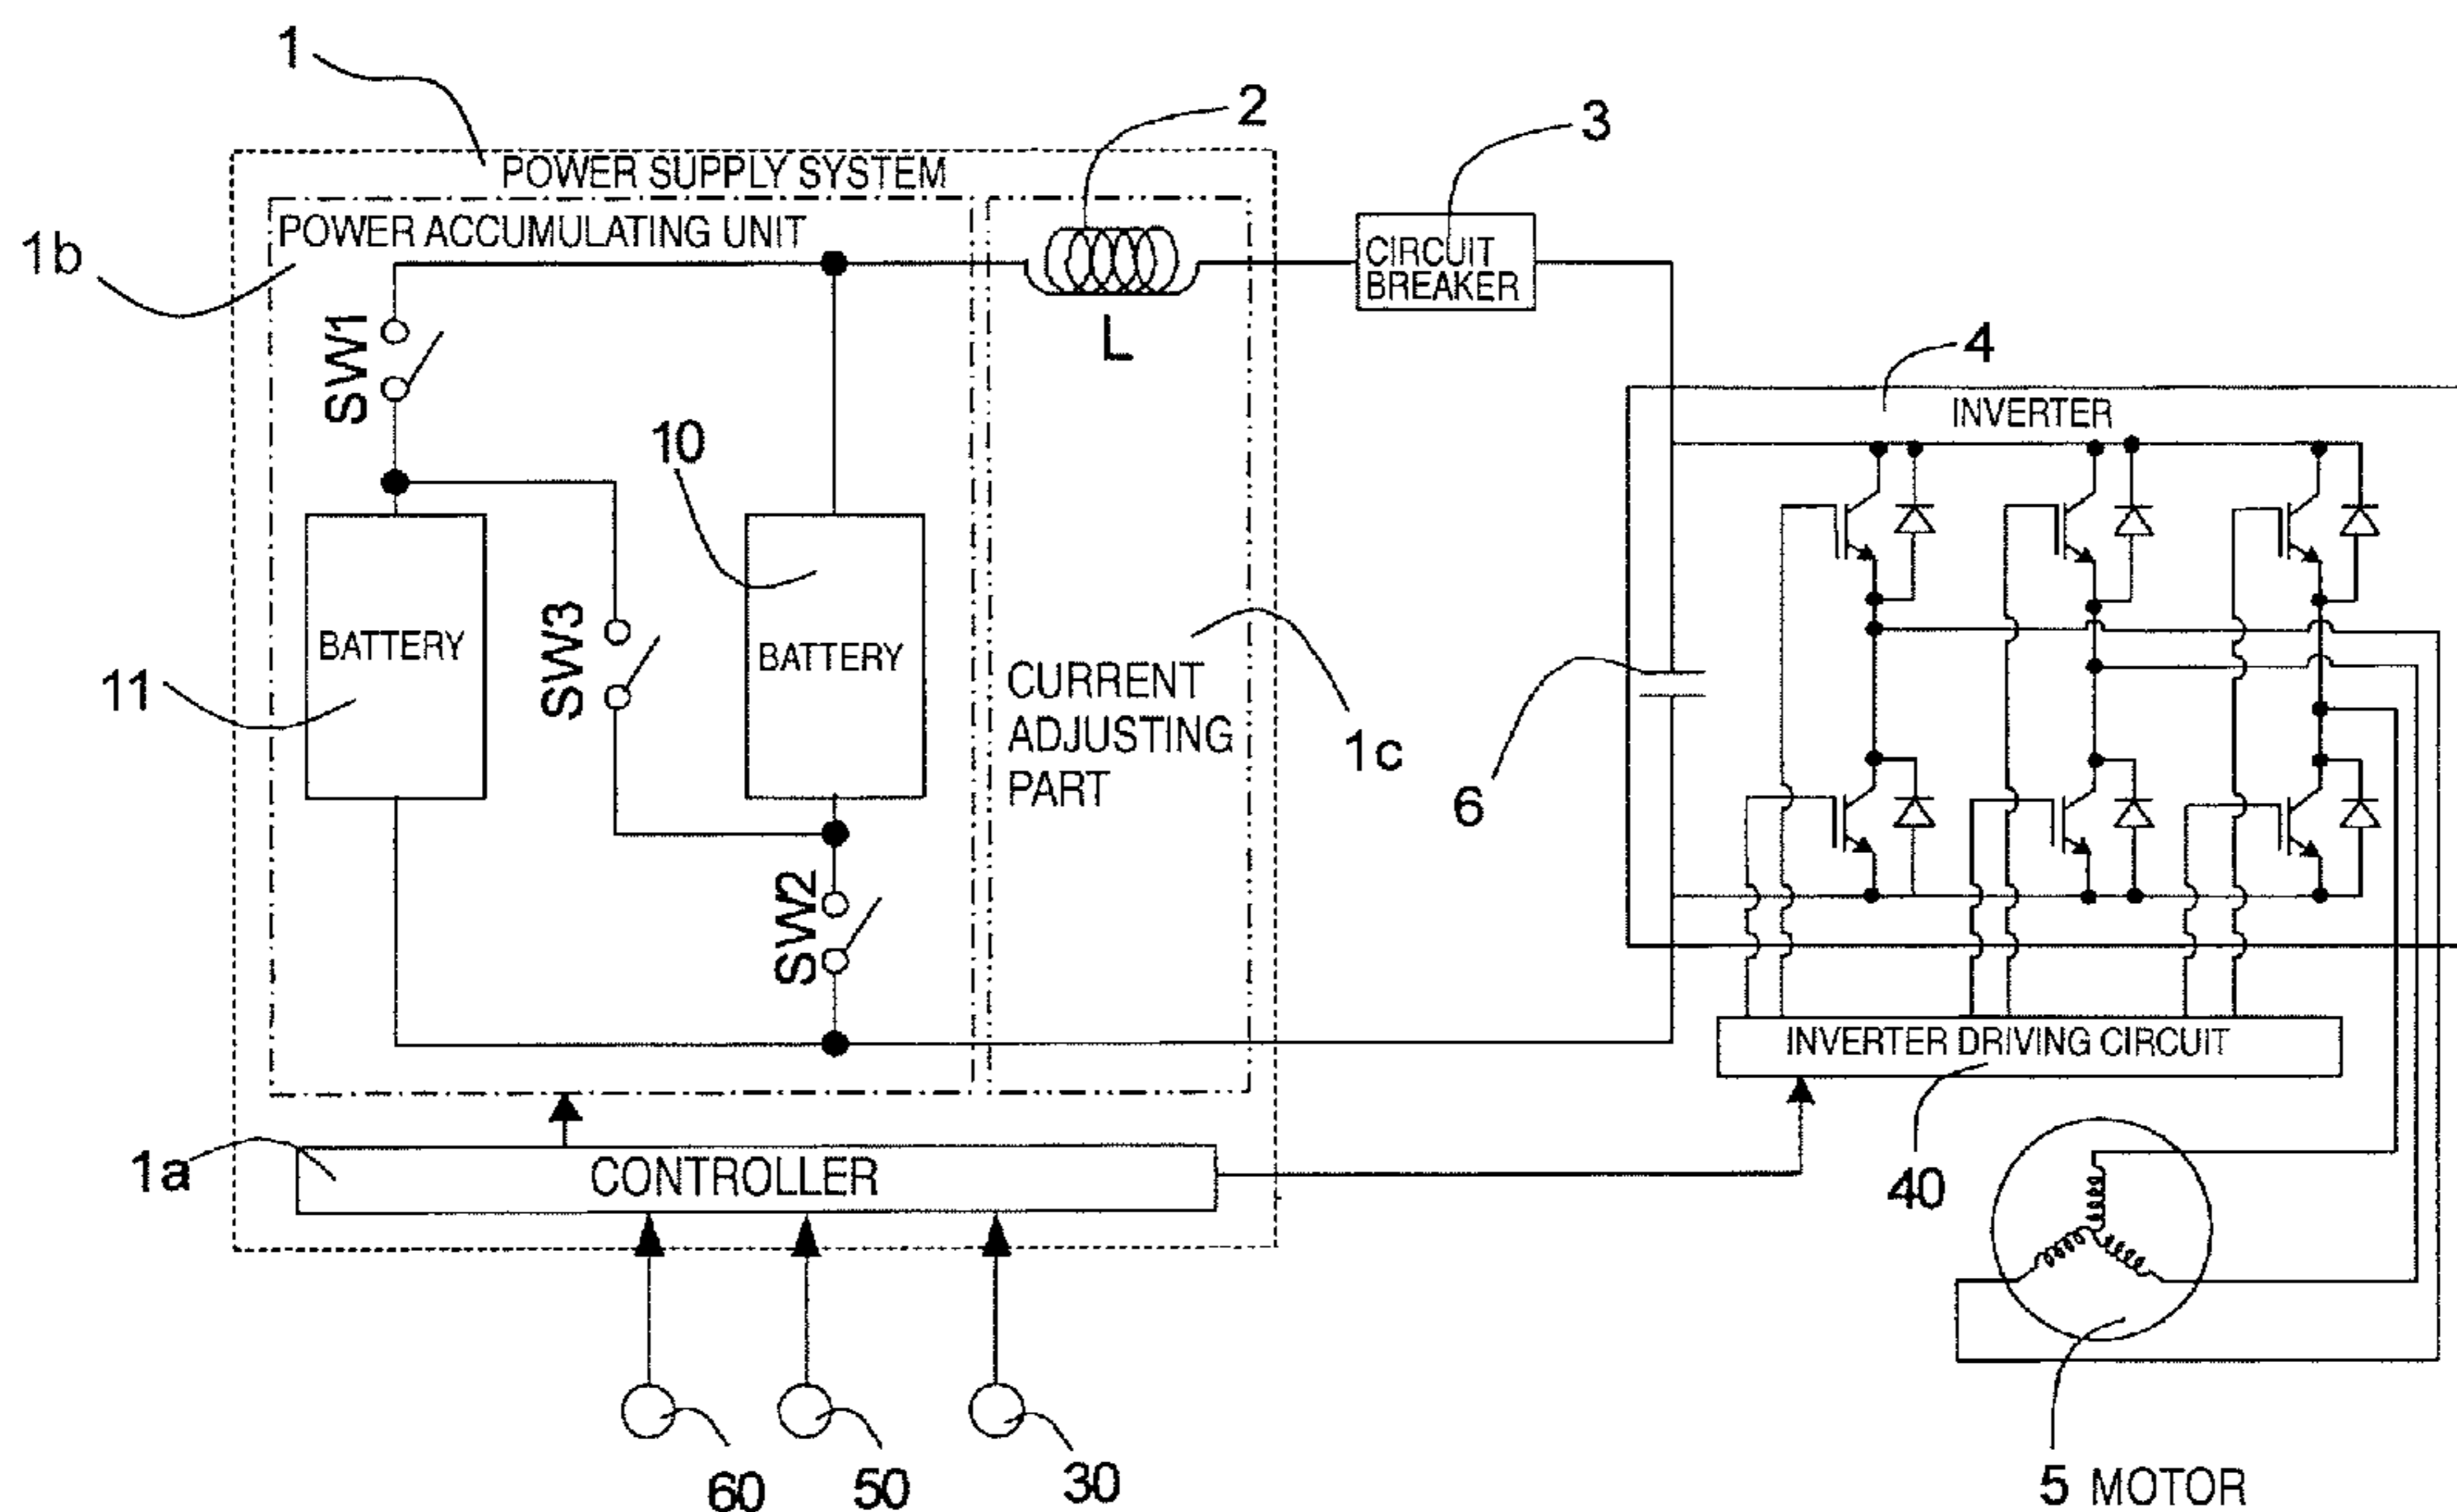 1
2
3
POWER SUPPLY SYSTEM
1b
POWER ACCUMULATING UNIT
CIRCUIT
BREAKER
L
SW1
4
INVERTER
10
SW3
BATTERY
BATTERY
11
CURRENT
ADJUSTING
PART
1c
6
SW2
INVERTER DRIVING CIRCUIT
1a
CONTROLLER
40
60
50
30
5 MOTOR